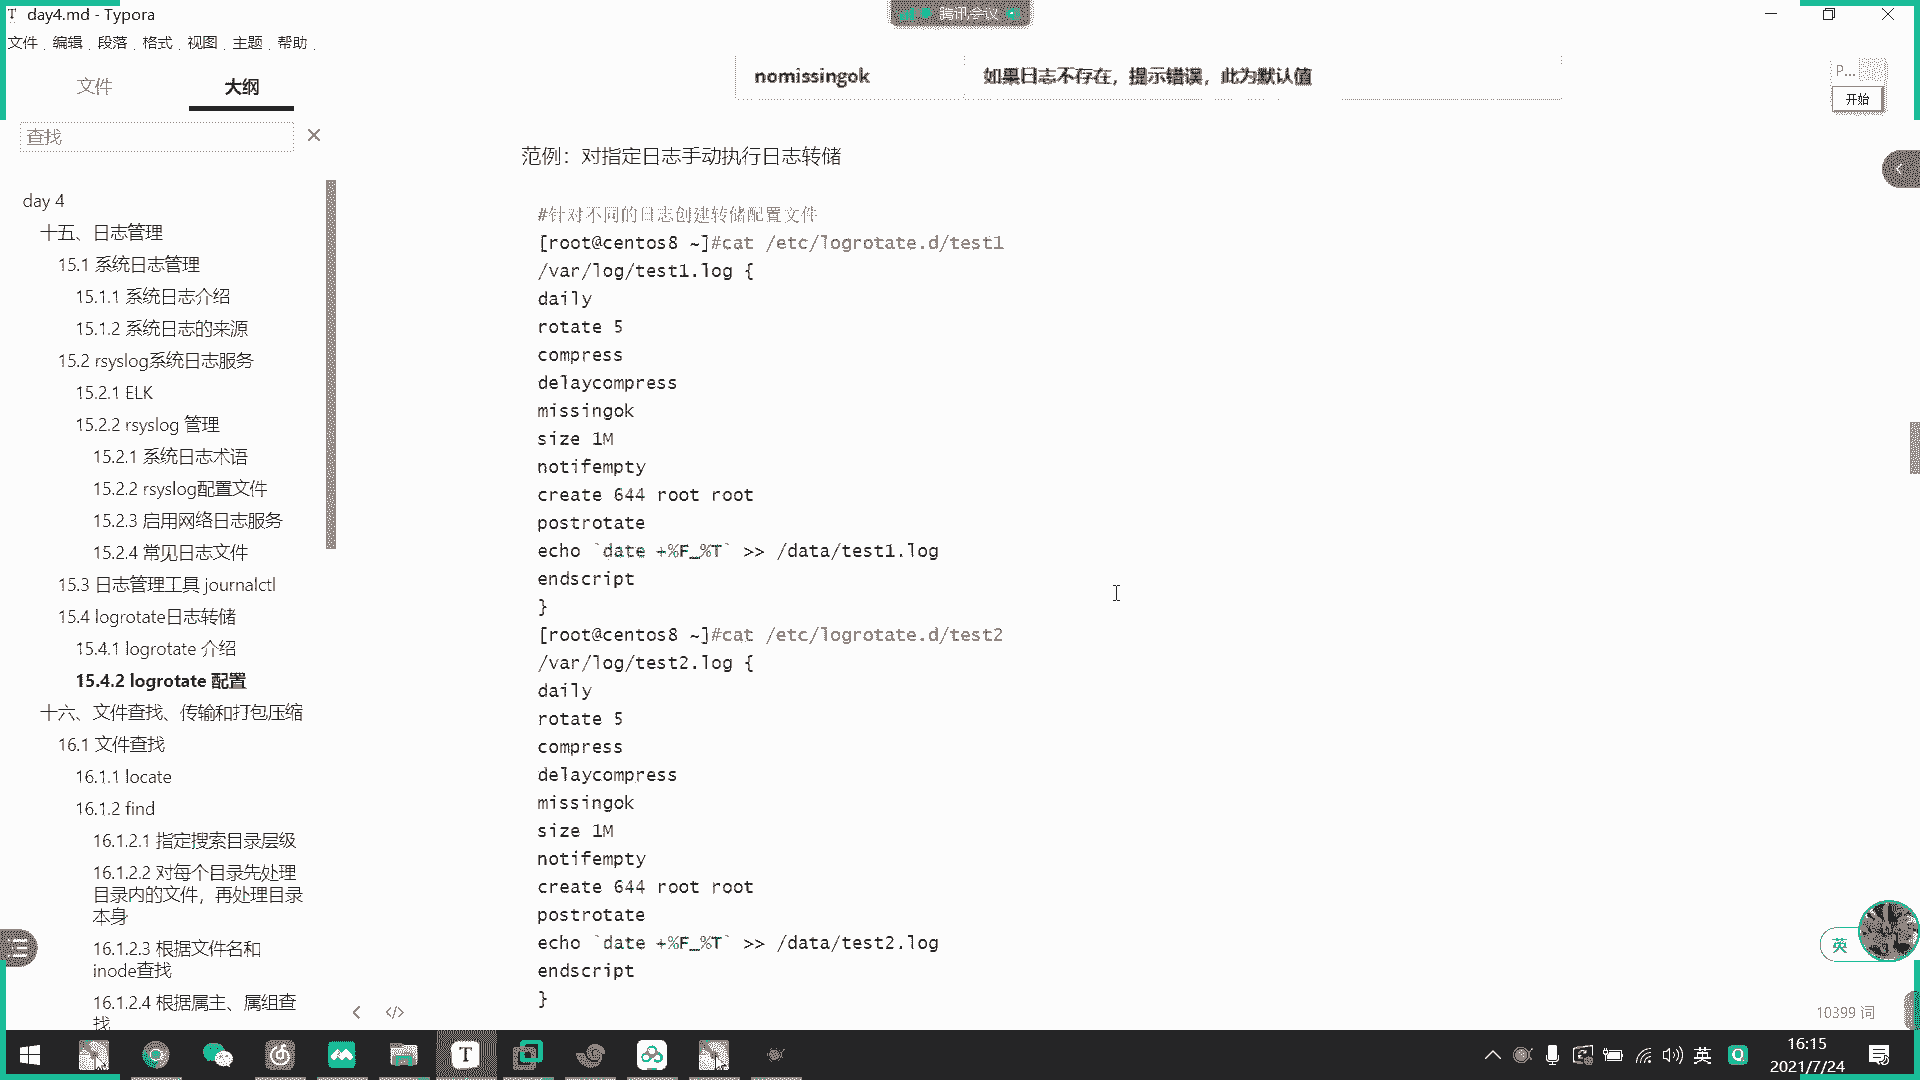 day4.md - Typora
腾讯会议
文件 编辑 段落 格式 视图 主题 帮助
文件 大纲
查找
day 4
十五、日志管理
15.1 系统日志管理
15.1.1 系统日志介绍
15.1.2 系统日志的来源
15.2 rsyslog系统日志服务
15.2.1 ELK
15.2.2 rsyslog 管理
15.2.1 系统日志术语
15.2.2 rsyslog配置文件
15.2.3 启用网络日志服务
15.2.4 常见日志文件
15.3 日志管理工具 journalctl
15.4 logrotate日志转储
15.4.1 logrotate 介绍
15.4.2 logrotate 配置
十六、文件查找、传输和打包压缩
16.1 文件查找
16.1.1 locate
16.1.2 find
16.1.2.1 指定搜索目录层级
16.1.2.2 对每个目录先处理
目录内的文件，再处理目录
本身
16.1.2.3 根据文件名和
inode查找
16.1.2.4 根据属主、属组查
找
nomissingok 如果日志不存在，提示错误，此为默认值
范例：对指定日志手动执行日志转储
#针对不同的日志创建转储配置文件
[root@centos8 ~]#cat /etc/logrotate.d/test1
/var/log/test1.log {
daily
rotate 5
compress
delaycompress
missingok
size 1M
notifempty
create 644 root root
postrotate
echo `date +%F_%T` >> /data/test1.log
endscript
}
[root@centos8 ~]#cat /etc/logrotate.d/test2
/var/log/test2.log {
daily
rotate 5
compress
delaycompress
missingok
size 1M
notifempty
create 644 root root
postrotate
echo `date +%F_%T` >> /data/test2.log
endscript
}
P...
开始
英
10399 词
英
16:15
2021/7/24